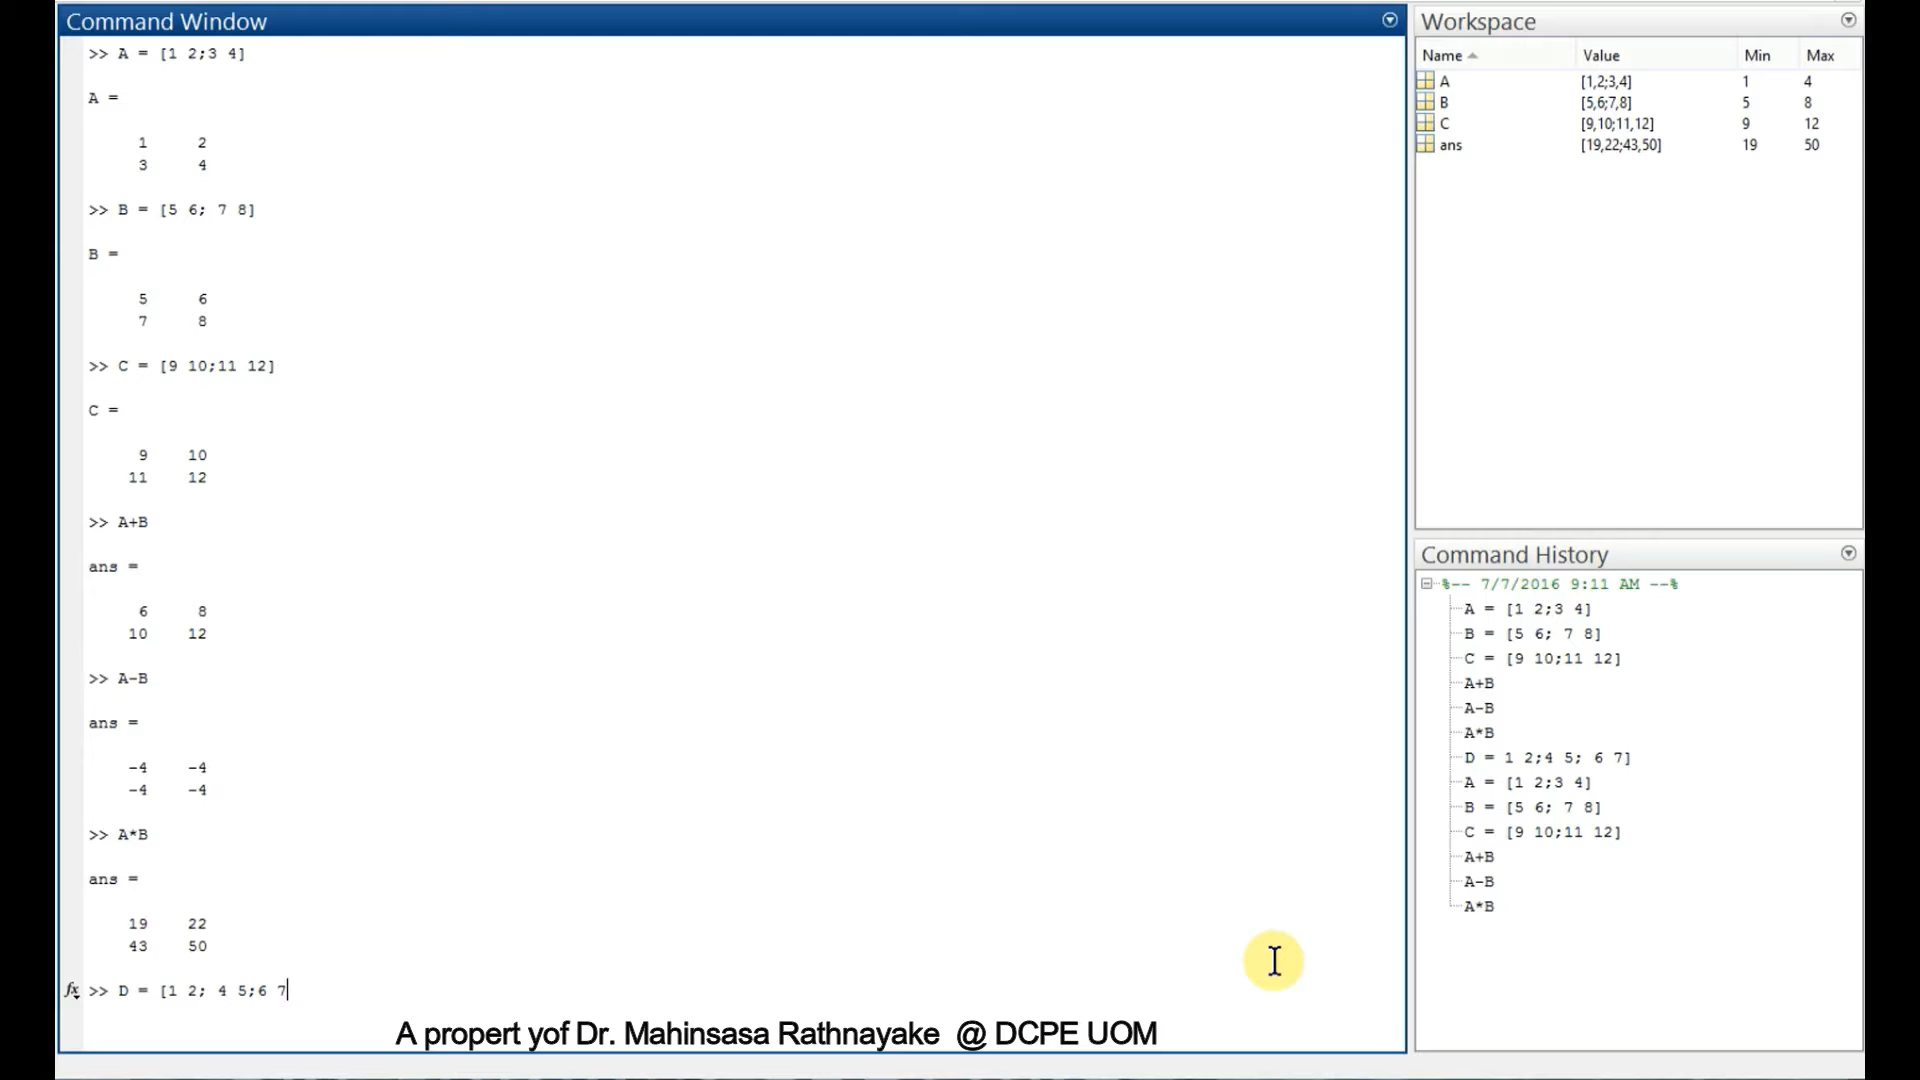 Command Window
>> A = [1 2;3 4]
A =
1 2
3 4
>> B = [5 6; 7 8]
B =
5 6
7 8
>> C = [9 10;11 12]
C =
9 10
11 12
>> A+B
ans =
6 8
10 12
>> A-B
ans =
-4 -4
-4 -4
>> A*B
ans =
19 22
43 50
fx >> D = [1 2; 4 5;6 7
A propert yof Dr. Mahinsasa Rathnayake @ DCPE UOM
Workspace
Name Value Min Max
A [1,2;3,4] 1 4
B [5,6;7,8] 5 8
C [9,10;11,12] 9 12
ans [19,22;43,50] 19 50
Command History
%-- 7/7/2016 9:11 AM --%
A = [1 2;3 4]
B = [5 6; 7 8]
C = [9 10;11 12]
A+B
A-B
A*B
D = 1 2;4 5; 6 7]
A = [1 2;3 4]
B = [5 6; 7 8]
C = [9 10;11 12]
A+B
A-B
A*B